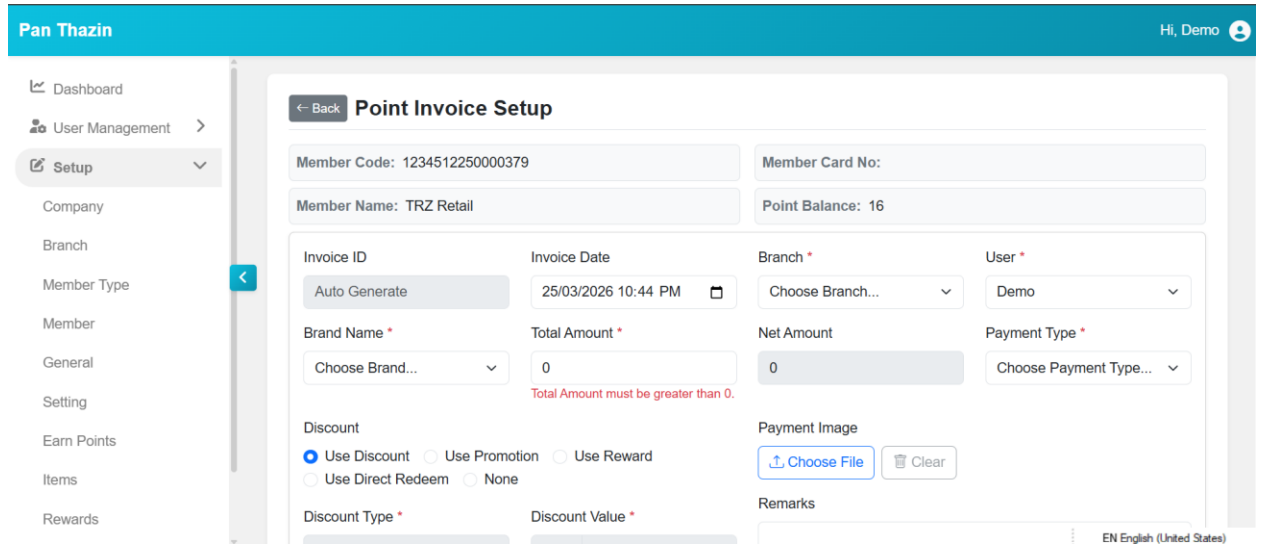 Pan Thazin
Hi, Demo
Dashboard
User Management
Setup
Company
Branch
Member Type
Member
General
Setting
Earn Points
Items
Rewards
← Back Point Invoice Setup
Member Code: 1234512250000379
Member Card No:
Member Name: TRZ Retail
Point Balance: 16
Invoice ID
Invoice Date
Branch *
User *
Auto Generate
25/03/2026 10:44 PM
Choose Branch...
Demo
Brand Name *
Total Amount *
Net Amount
Payment Type *
Choose Brand...
0
0
Choose Payment Type...
Total Amount must be greater than 0.
Discount
Payment Image
Use Discount Use Promotion Use Reward
Use Direct Redeem None
Choose File
Clear
Remarks
Discount Type *
Discount Value *
EN English (United States)